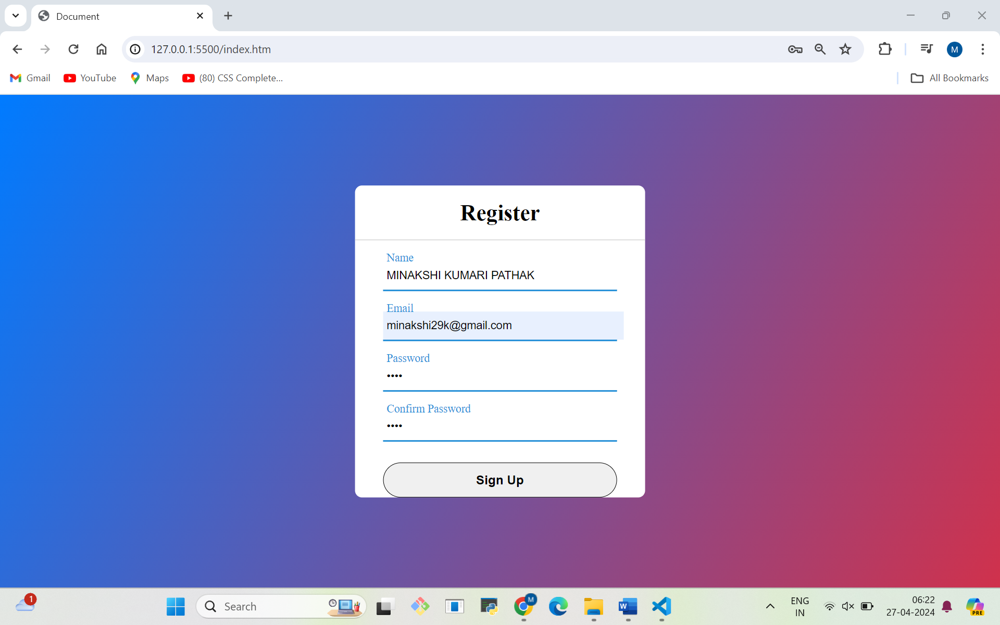 Document
127.0.0.1:5500/index.htm
M
Gmail
YouTube
Maps
(80) CSS Complete...
All Bookmarks
Register
Name
MINAKSHI KUMARI PATHAK
Email
minakshi29k@gmail.com
Password
••••
Confirm Password
••••
Sign Up
1
Search
M
W
ENG
IN
06:22
27-04-2024
PRE